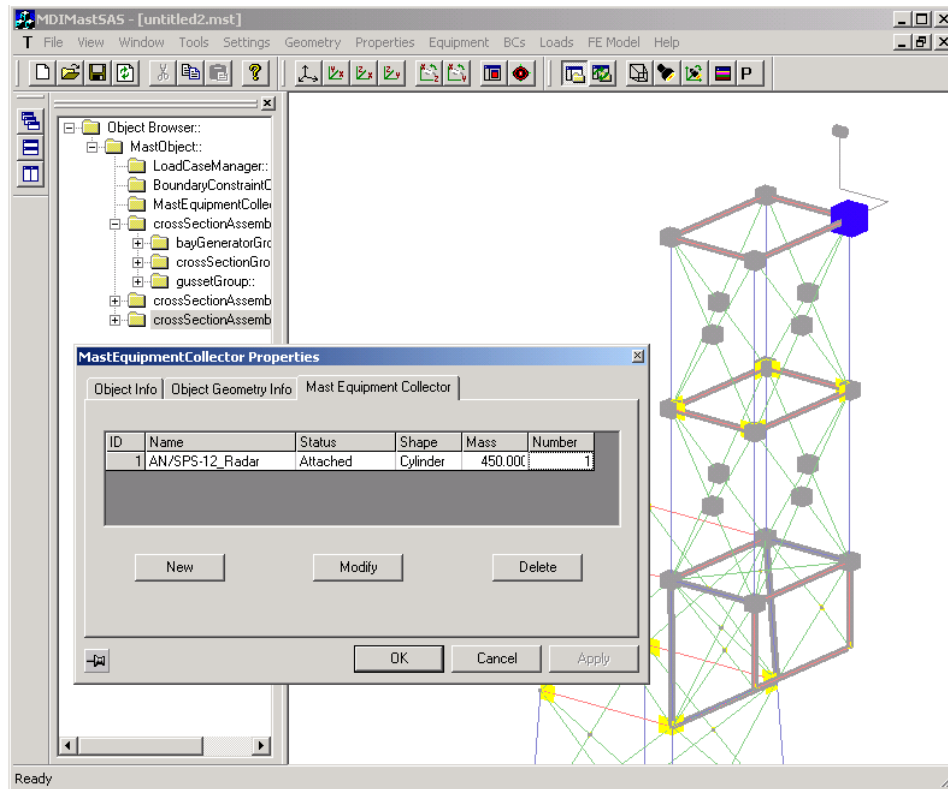 MDIMastSAS - [untitled2.mst]
T File View Window Tools Settings Geometry Properties Equipment BCs Loads FE Model Help
P
Object Browser::
MastObject::
LoadCaseManager::
BoundaryConstraintC
MastEquipmentColle
crossSectionAssemb
bayGeneratorGro
crossSectionGro
gussetGroup::
crossSectionAssemb
crossSectionAssemb
MastEquipmentCollector Properties
Object Info Object Geometry Info Mast Equipment Collector
ID Name Status Shape Mass Number
1 AN/SPS-12_Radar Attached Cylinder 450.000 1
New Modify Delete
OK Cancel Apply
Ready